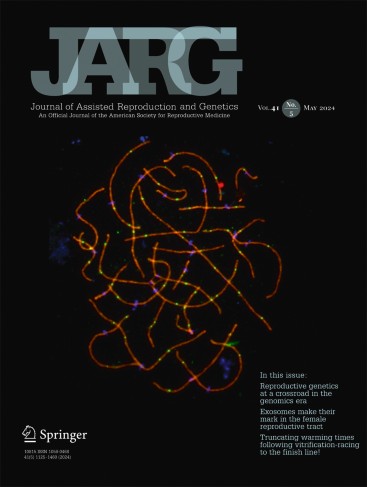 JARG
Journal of Assisted Reproduction and Genetics
An Official Journal of the American Society for Reproductive Medicine
Vol. 41 No. 5 May 2024
In this issue:
Reproductive genetics
at a crossroad in the
genomics era
Exosomes make their
mark in the female
reproductive tract
Truncating warming times
following vitrification-racing
to the finish line!
Springer